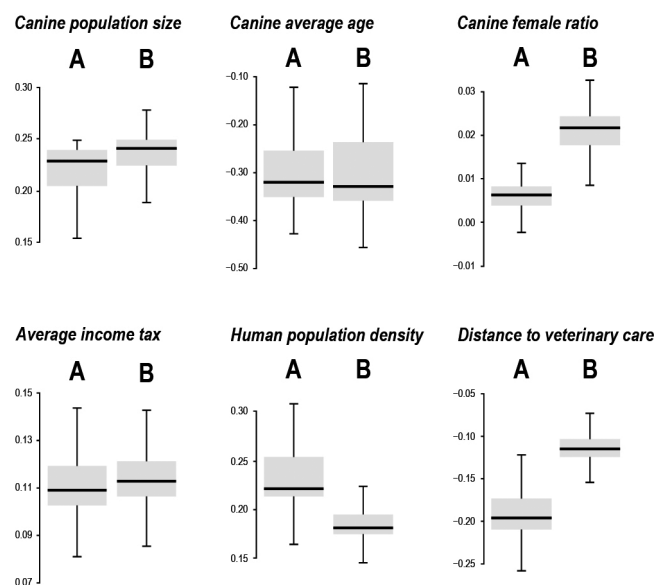 Canine population size
A B
0.30
0.25
0.20
0.15
Canine average age
A B
−0.10
−0.20
−0.30
−0.40
−0.50
Canine female ratio
A B
0.03
0.02
0.01
0.00
−0.01
Average income tax
A B
0.15
0.13
0.11
0.09
0.07
Human population density
A B
0.30
0.25
0.20
0.15
Distance to veterinary care
A B
−0.05
−0.10
−0.15
−0.20
−0.25